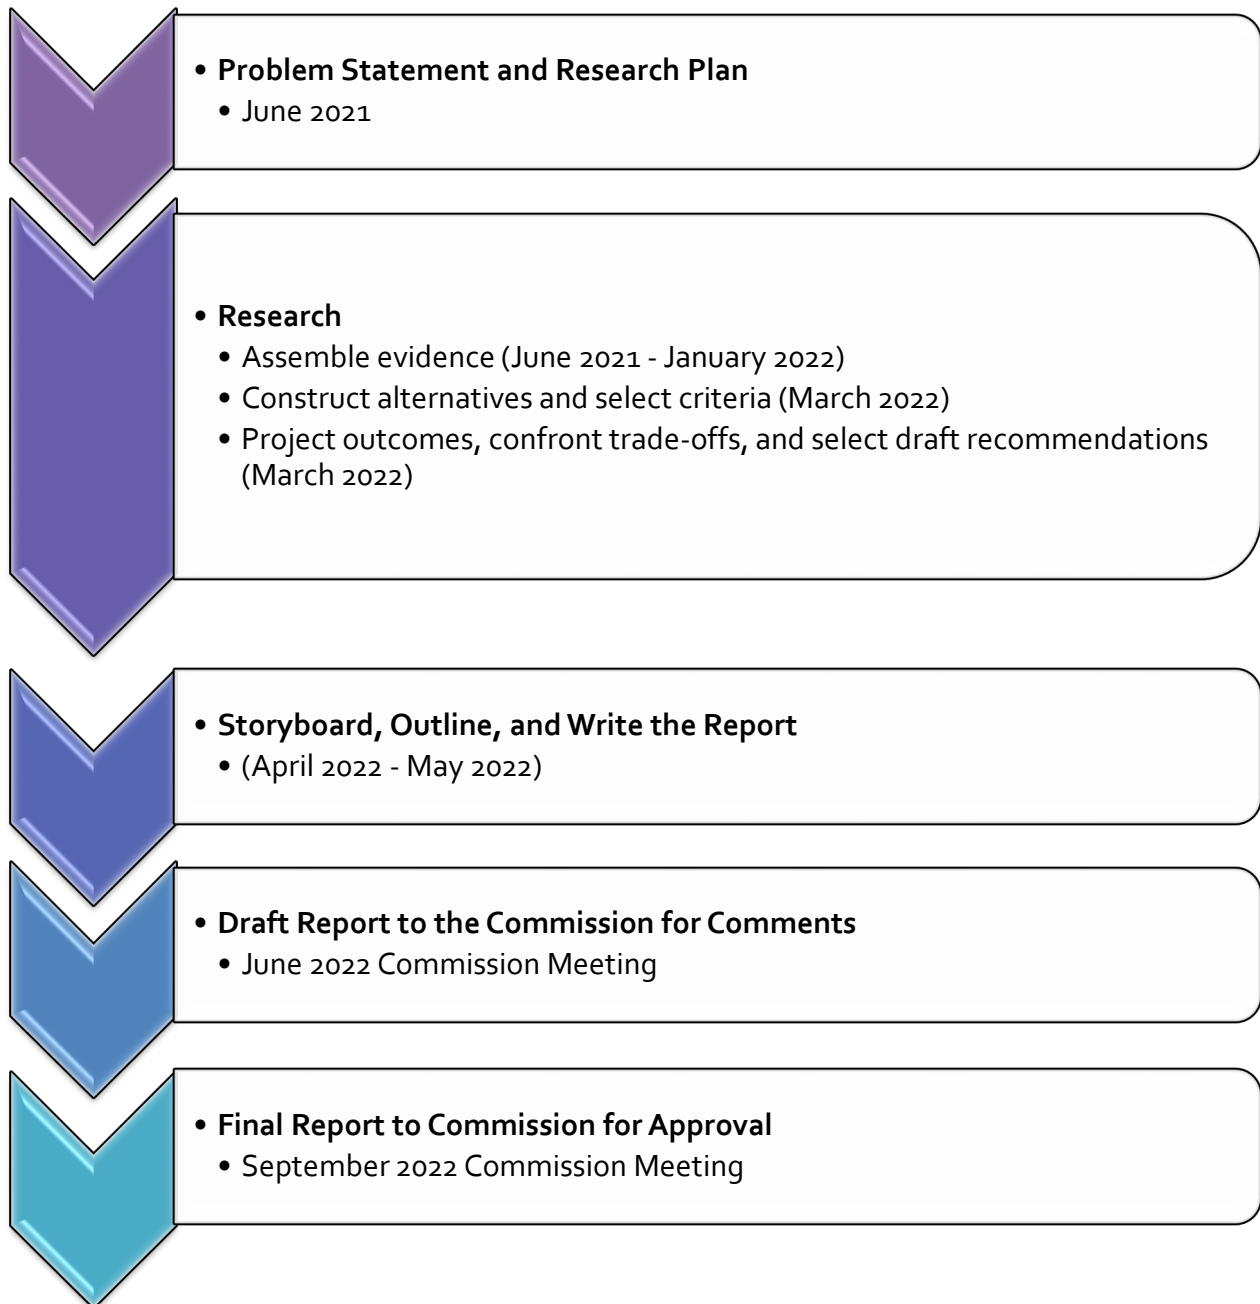 • Problem Statement and Research Plan
• June 2021
• Research
• Assemble evidence (June 2021 - January 2022)
• Construct alternatives and select criteria (March 2022)
• Project outcomes, confront trade-offs, and select draft recommendations
(March 2022)
• Storyboard, Outline, and Write the Report
• (April 2022 - May 2022)
• Draft Report to the Commission for Comments
• June 2022 Commission Meeting
• Final Report to Commission for Approval
• September 2022 Commission Meeting